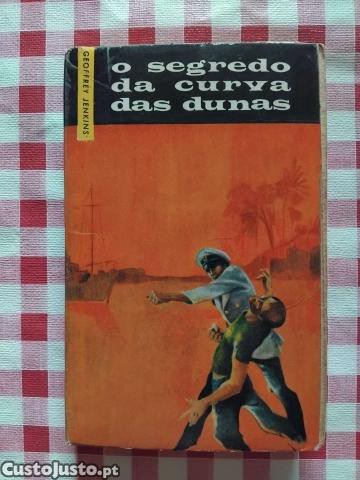 GEOFFREY JENKINS
o segredo
da curva
das dunas
CustoJusto.pt